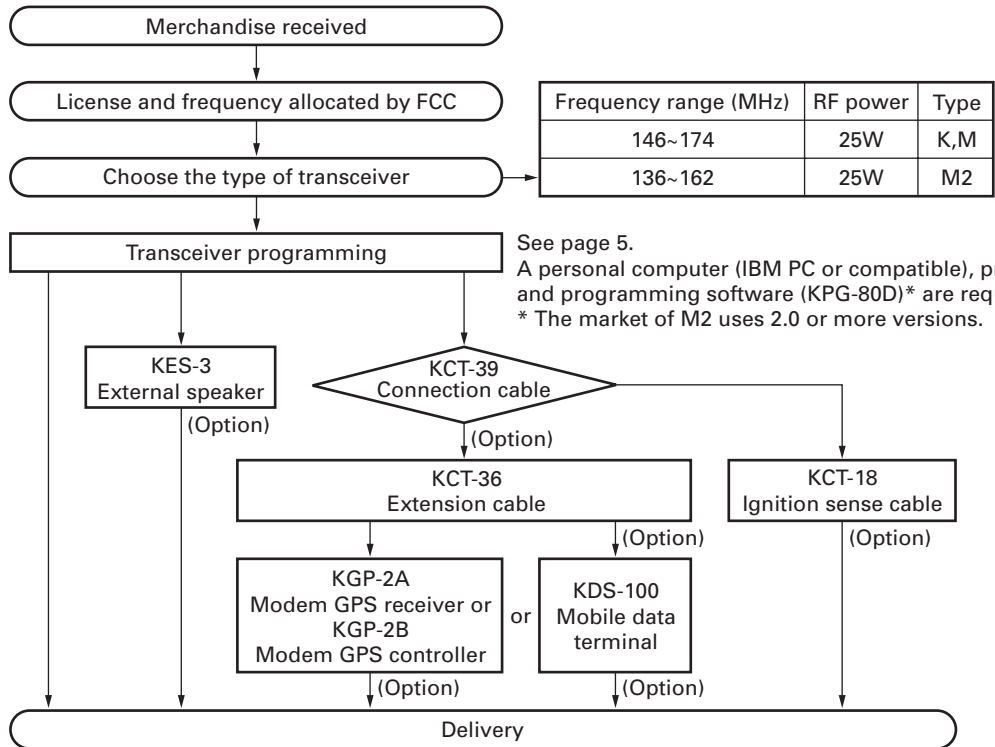 Merchandise received
License and frequency allocated by FCC
Choose the type of transceiver
Frequency range (MHz) RF power Type
146~174 25W K,M
136~162 25W M2
Transceiver programming
See page 5.
A personal computer (IBM PC or compatible),
and programming software (KPG-80D)* are
* The market of M2 uses 2.0 or more versions.
KES-3
External speaker
(Option)
KCT-39
Connection cable
(Option)
KCT-36
Extension cable
(Option)
KCT-18
Ignition sense cable
(Option)
KGP-2A
Modem GPS receiver or
KGP-2B
Modem GPS controller
(Option)
or
KDS-100
Mobile data
terminal
(Option)
Delivery